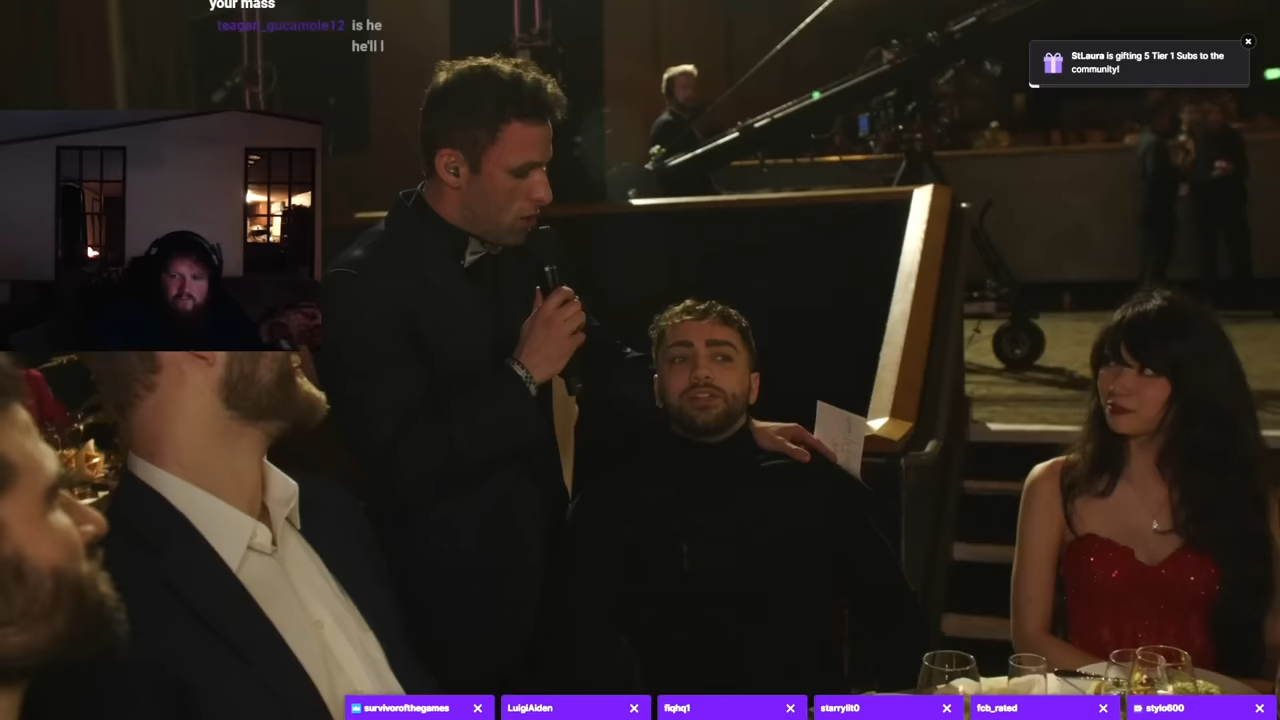 your mass
teagan_gucamole12 is he
he'll l
StLaura is gifting 5 Tier 1 Subs to the
community!
survivorofthegames
LuigiAiden
fiqhq1
starrylit0
fcb_rated
stylo600